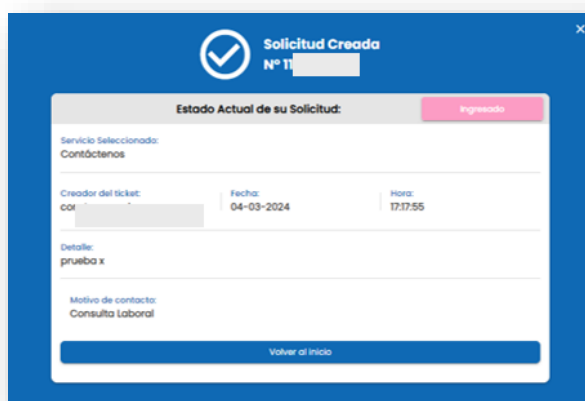 Solicitud Creada
Nº 11
Estado Actual de su Solicitud:
Ingresado
Servicio Seleccionado:
Contáctenos
Creador del ticket:
Fecha:
Hora:
04-03-2024
17:17:55
Detalle:
prueba x
Motivo de contacto:
Consulta Laboral
Volver al inicio